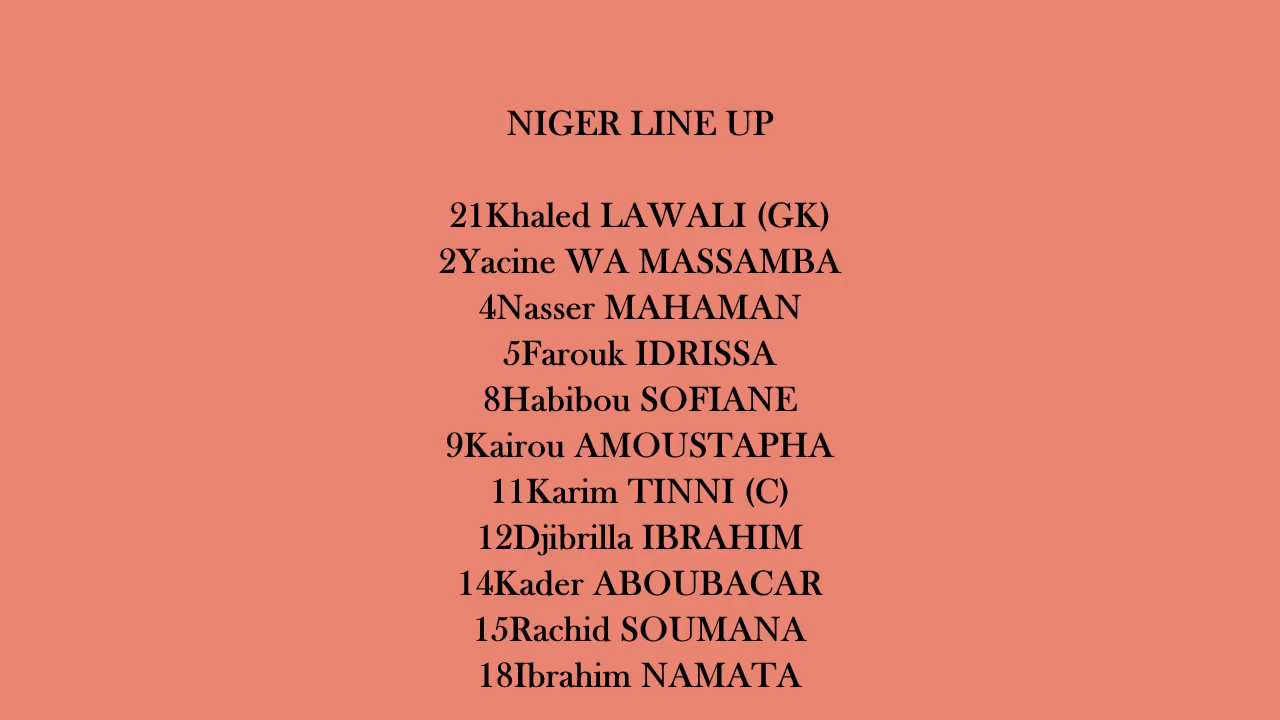 NIGER LINE UP
21Khaled LAWALI (GK)
2Yacine WA MASSAMBA
4Nasser MAHAMAN
5Farouk IDRISSA
8Habibou SOFIANE
9Kairou AMOUSTAPHA
11Karim TINNI (C)
12Djibrilla IBRAHIM
14Kader ABOUBACAR
15Rachid SOUMANA
18Ibrahim NAMATA